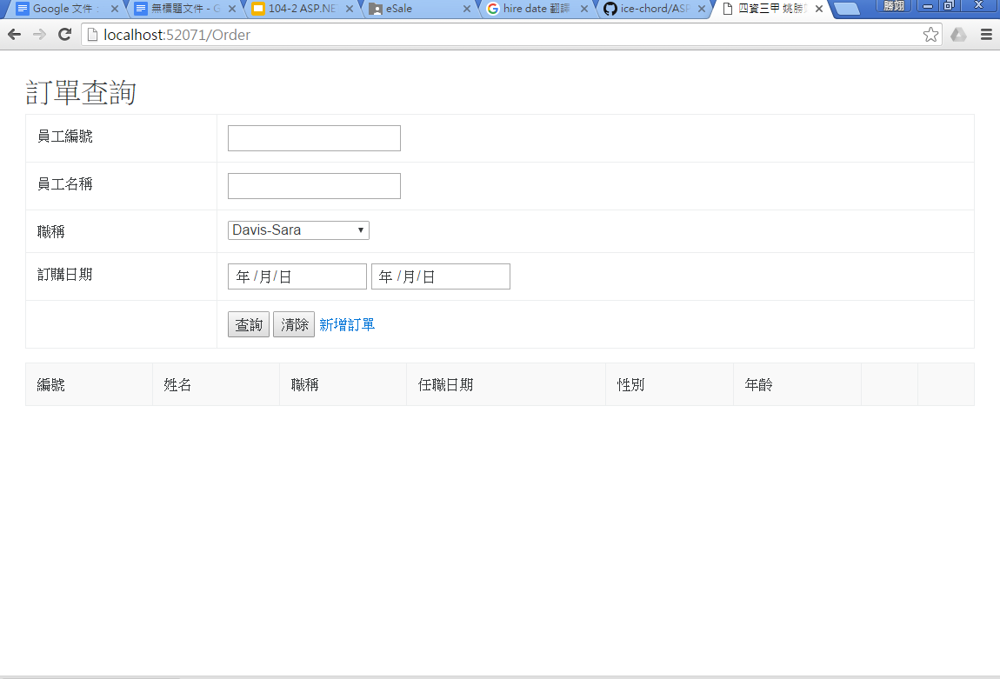 Google 文件
無標題文件 - G
104-2 ASP.NE
eSale
hire date 翻譯
ice-chord/ASP
四資三甲 姚勝
勝翊
localhost:52071/Order
訂單查詢
員工編號
員工名稱
職稱
Davis-Sara
訂購日期
年 /月/日
年 /月/日
查詢 清除 新增訂單
編號 姓名 職稱 任職日期 性別 年齡